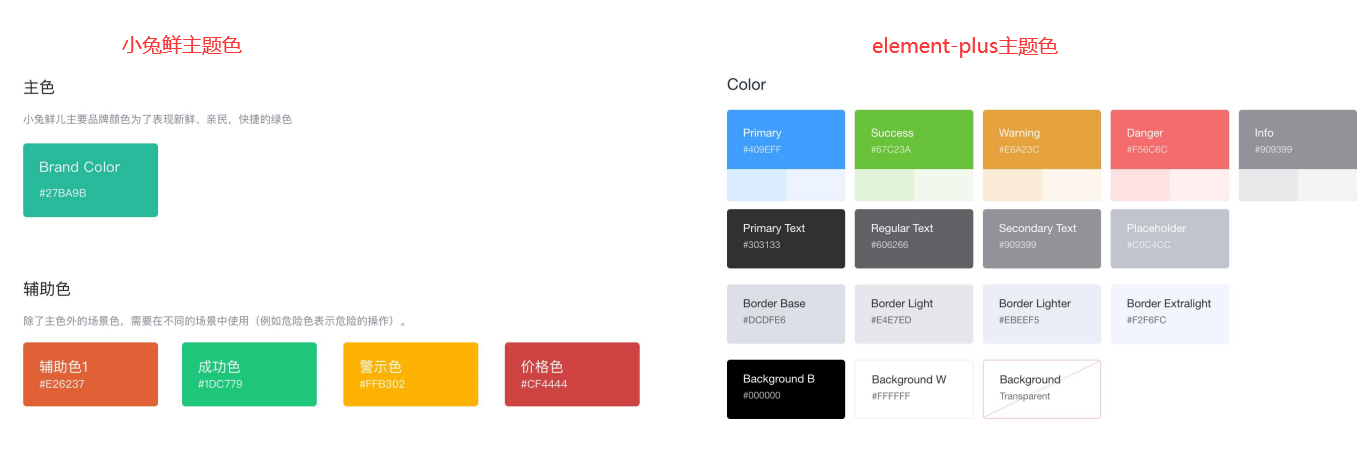 小兔鲜主题色
主色
小兔鲜儿主要品牌颜色为了表现新鲜、亲民、快捷的绿色
Brand Color
#27BA9B
辅助色
除了主色外的场景色，需要在不同的场景中使用（例如危险色表示危险的操作）。
辅助色1
#E26237
成功色
#1DC779
警示色
#FFB302
价格色
#CF4444
element-plus主题色
Color
Primary
#409EFF
Success
#67C23A
Warning
#E6A23C
Danger
#F56C6C
Info
#909399
Primary Text
#303133
Regular Text
#606266
Secondary Text
#909399
Placeholder
#C0C4CC
Border Base
#DCDFE6
Border Light
#E4E7ED
Border Lighter
#EBEEF5
Border Extralight
#F2F6FC
Background B
#000000
Background W
#FFFFFF
Background
Transparent